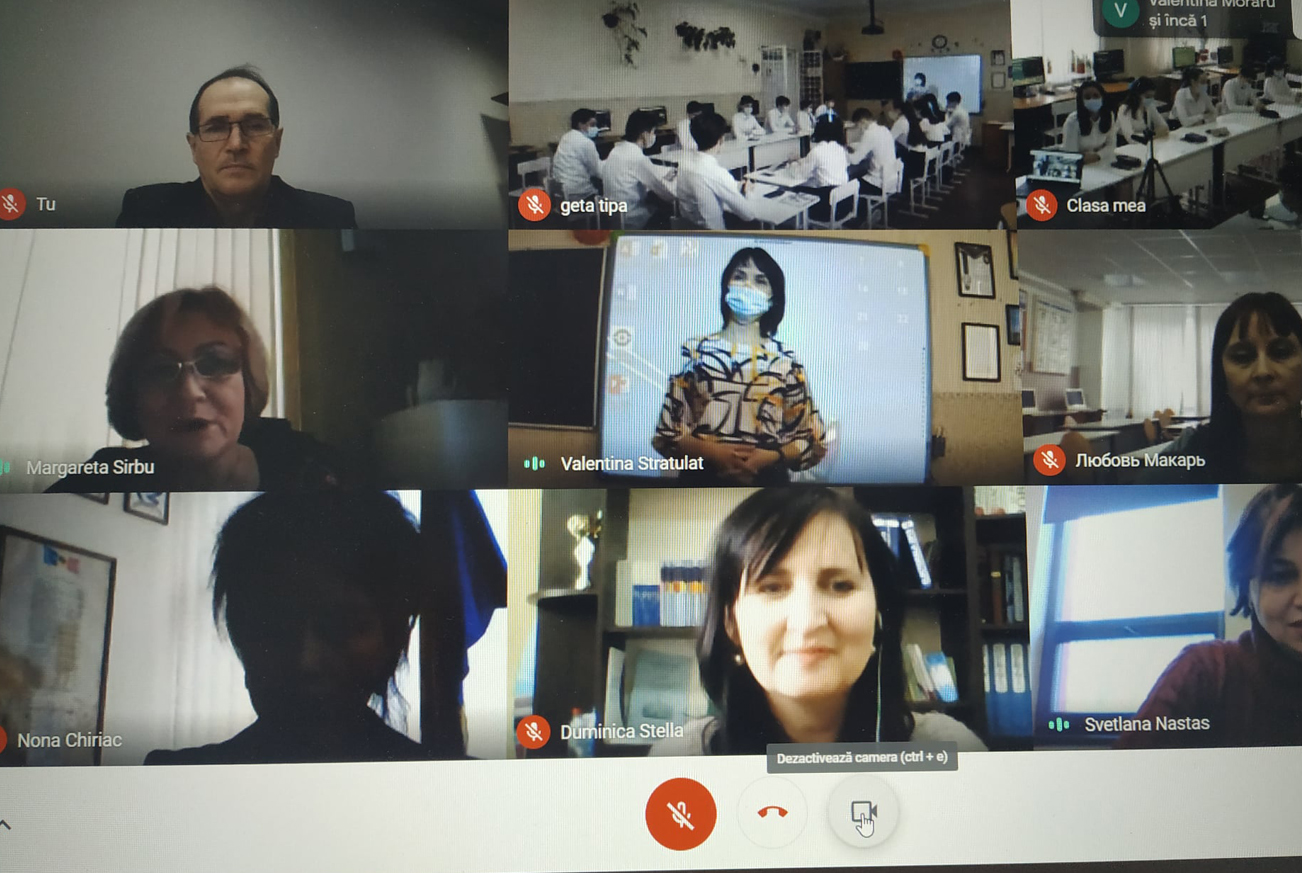 V
Valentina Moraru
și încă 1
Tu
geta tipa
Clasa mea
Margareta Sirbu
Valentina Stratulat
Любовь Макарь
Nona Chiriac
Duminica Stella
Svetlana Nastas
Dezactivează camera (ctrl + e)